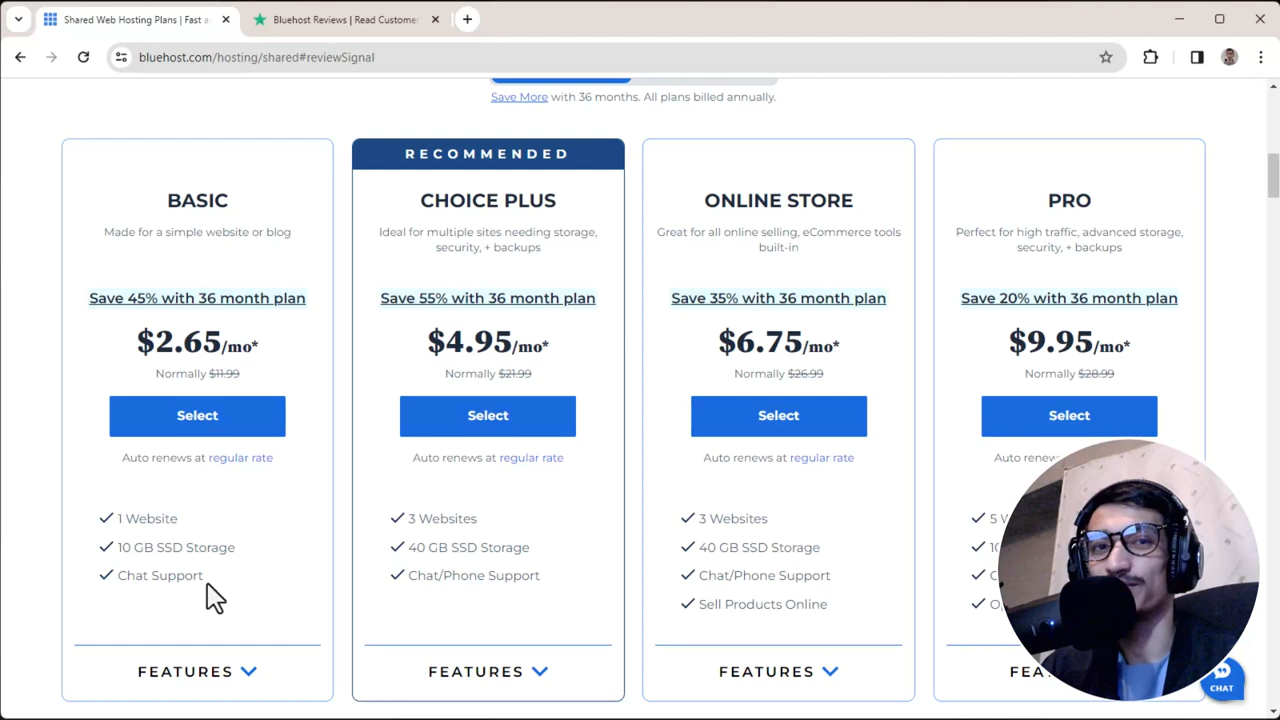 Shared Web Hosting Plans | Fast
Bluehost Reviews | Read Custome
bluehost.com/hosting/shared#reviewSignal
Save More with 36 months. All plans billed annually.
BASIC
Made for a simple website or blog
Save 45% with 36 month plan
$2.65/mo*
Normally $11.99
Select
Auto renews at regular rate
1 Website
10 GB SSD Storage
Chat Support
FEATURES
RECOMMENDED
CHOICE PLUS
Ideal for multiple sites needing storage,
security, + backups
Save 55% with 36 month plan
$4.95/mo*
Normally $21.99
Select
Auto renews at regular rate
3 Websites
40 GB SSD Storage
Chat/Phone Support
FEATURES
ONLINE STORE
Great for all online selling, eCommerce tools
built-in
Save 35% with 36 month plan
$6.75/mo*
Normally $26.99
Select
Auto renews at regular rate
3 Websites
40 GB SSD Storage
Chat/Phone Support
Sell Products Online
FEATURES
PRO
Perfect for high traffic, advanced storage,
security, + backups
Save 20% with 36 month plan
$9.95/mo*
Normally $28.99
Select
Auto
5
CHAT